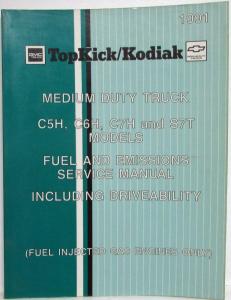 1991
GMC TopKick/Kodiak
MEDIUM DUTY TRUCK
C5H, C6H, C7H and S7T
MODELS
FUEL AND EMISSIONS
SERVICE MANUAL
INCLUDING DRIVEABILITY
(FUEL INJECTED GAS ENGINES ONLY)